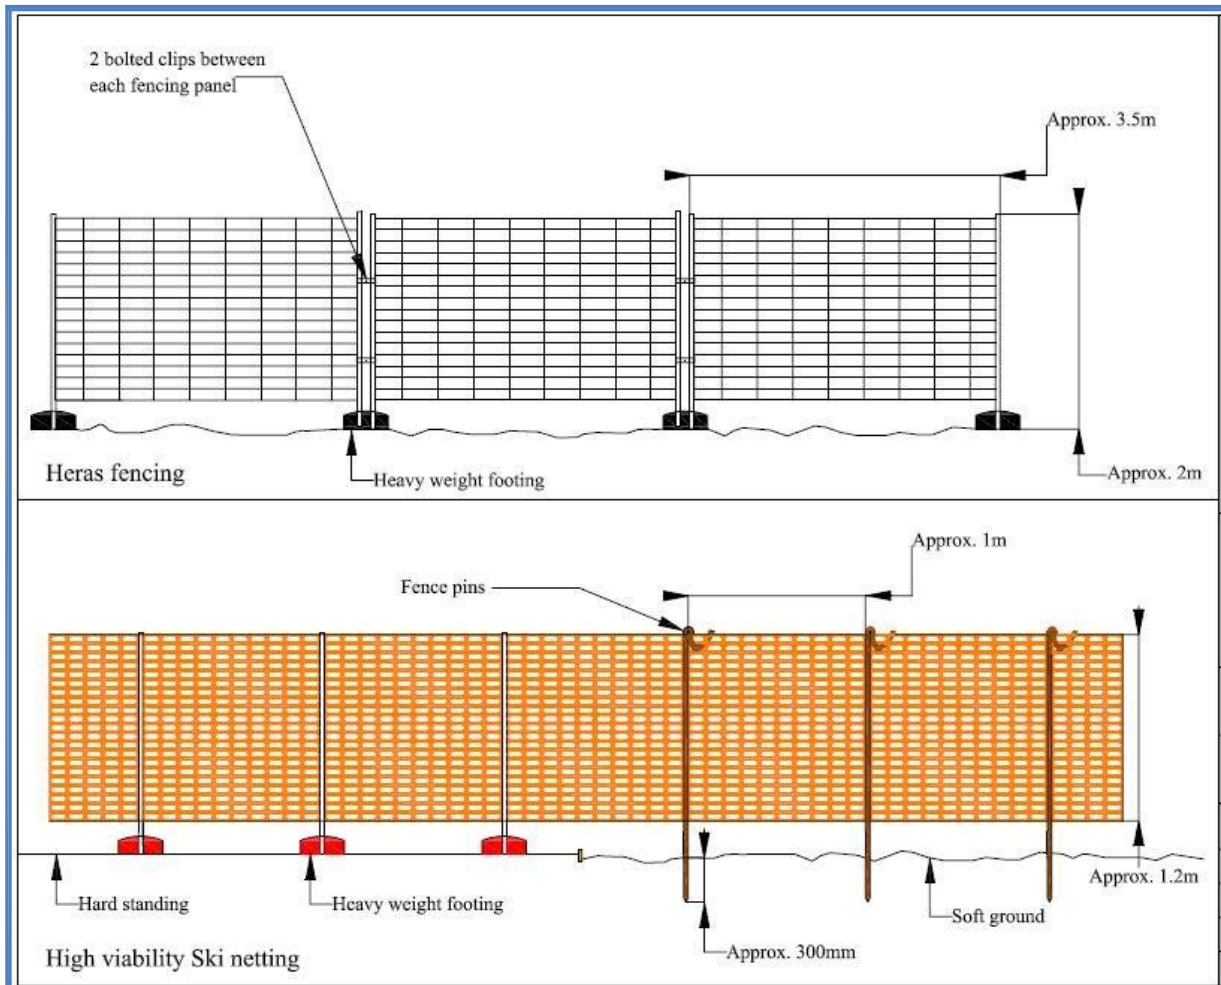 2 bolted clips between
each fencing panel
Approx. 3.5m
Heras fencing
Heavy weight footing
Approx. 2m
Approx. 1m
Fence pins
Approx. 1.2m
Hard standing
Heavy weight footing
Soft ground
Approx. 300mm
High viability Ski netting